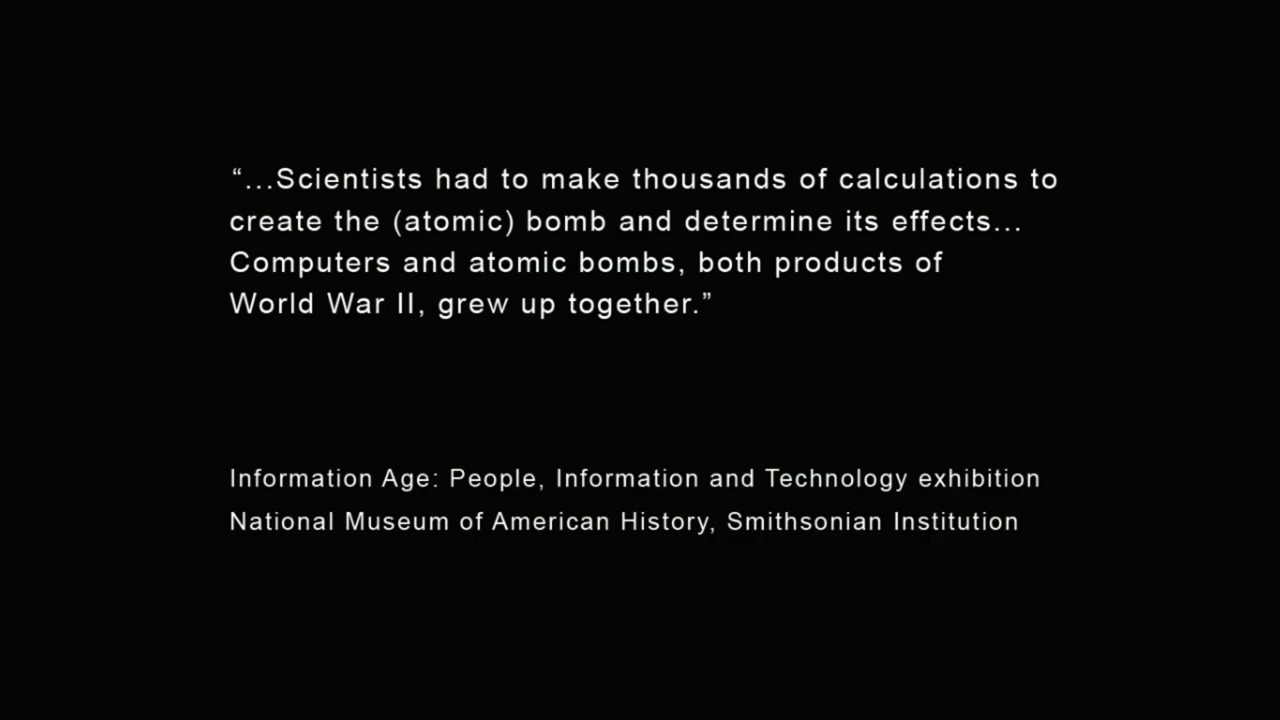 “...Scientists had to make thousands of calculations to
create the (atomic) bomb and determine its effects...
Computers and atomic bombs, both products of
World War II, grew up together.”
Information Age: People, Information and Technology exhibition
National Museum of American History, Smithsonian Institution